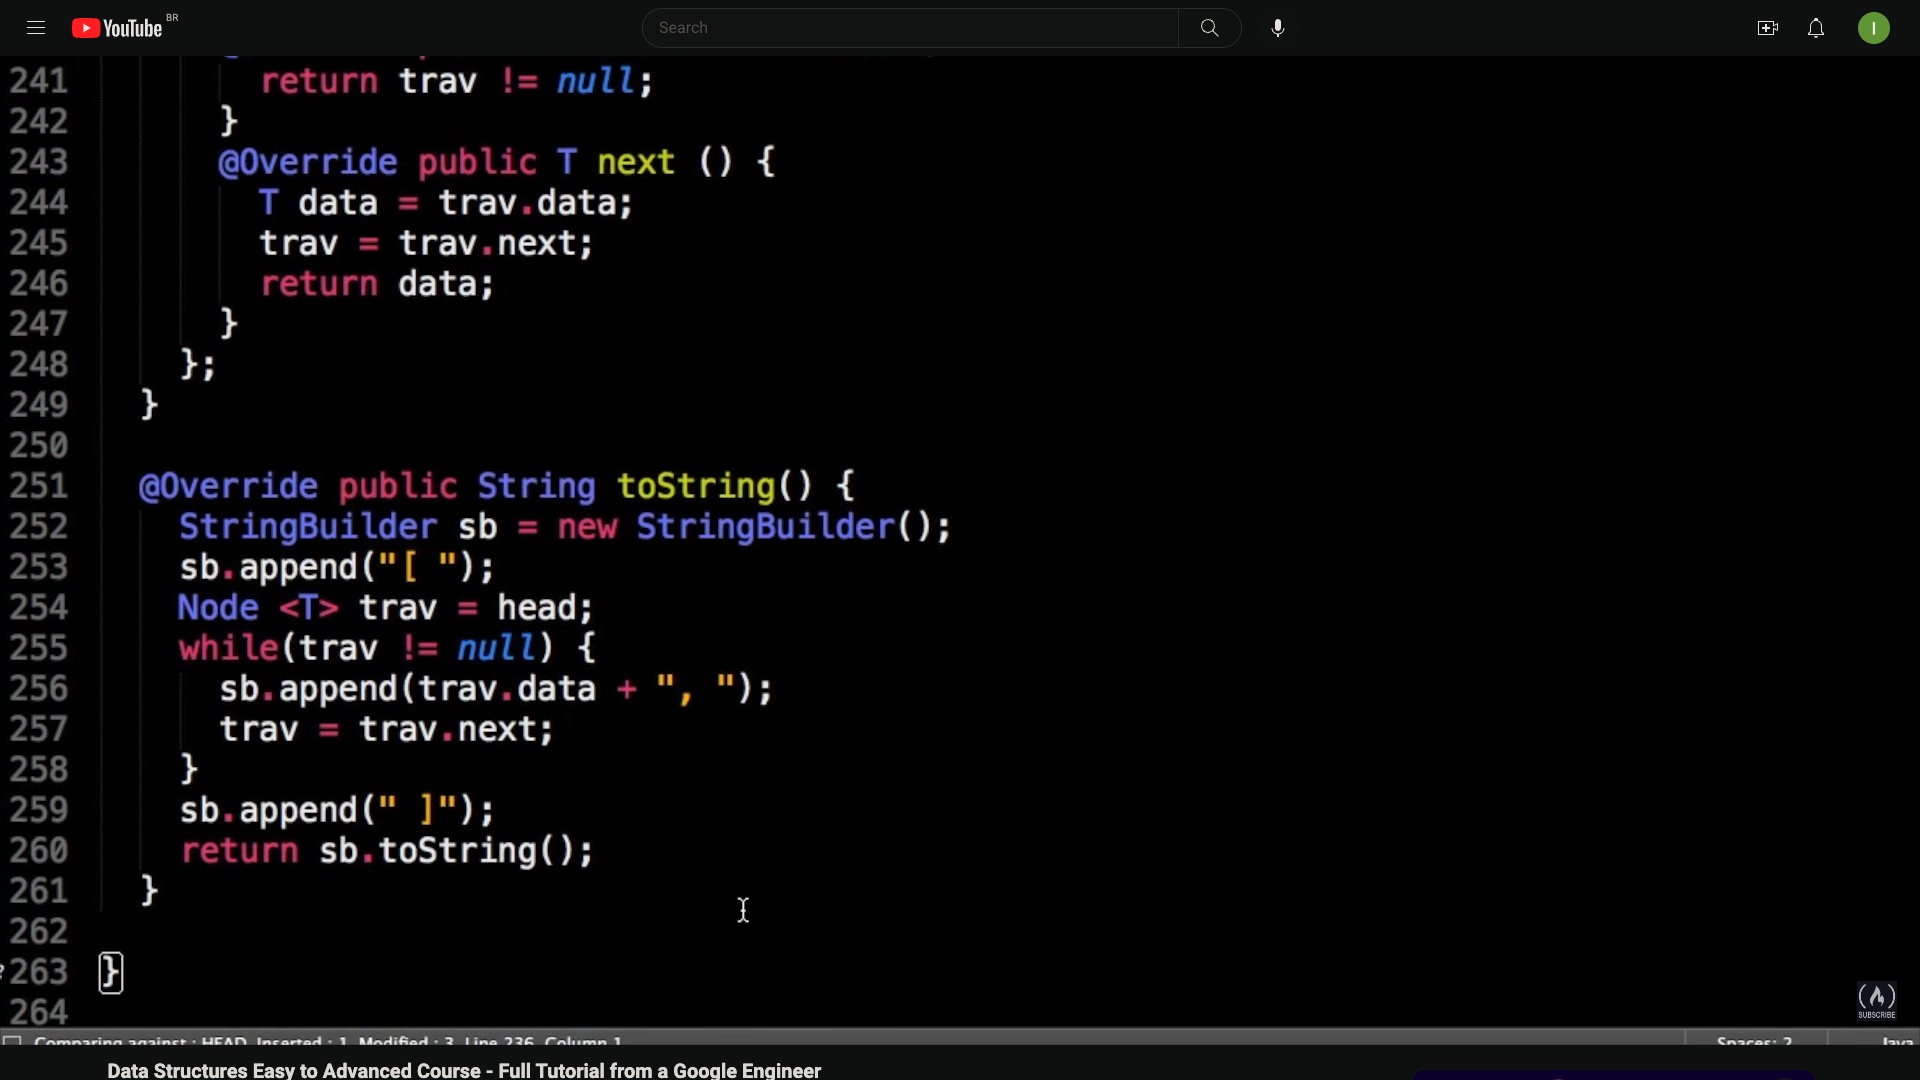 YouTube BR
Search
I
241 return trav != null;
242 }
243 @Override public T next () {
244 T data = trav.data;
245 trav = trav.next;
246 return data;
247 }
248 };
249 }
250
251 @Override public String toString() {
252 StringBuilder sb = new StringBuilder();
253 sb.append("[ ");
254 Node <T> trav = head;
255 while(trav != null) {
256 sb.append(trav.data + ", ");
257 trav = trav.next;
258 }
259 sb.append(" ]");
260 return sb.toString();
261 }
262
263 }
264
SUBSCRIBE
Comparing against : HEAD, Inserted : 1, Modified : 3, Line 236, Column 1 Spaces: 2 Java
Data Structures Easy to Advanced Course - Full Tutorial from a Google Engineer